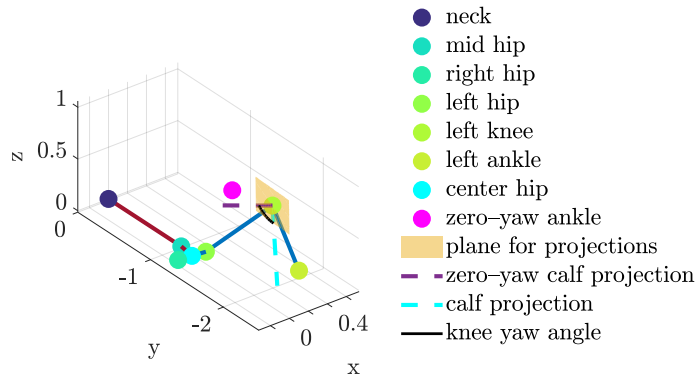 neck
mid hip
right hip
left hip
left knee
left ankle
center hip
zero–yaw ankle
plane for projections
zero–yaw calf projection
calf projection
knee yaw angle
1
0.5
0
z
0
-1
-2
y
0
0.4
x